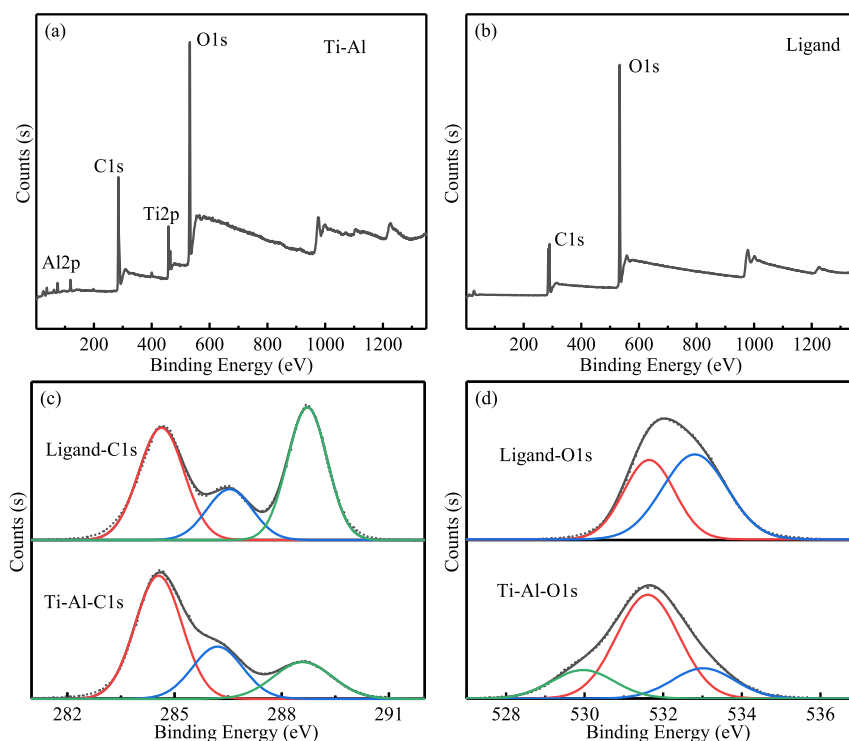 (a)
O1s
Ti-Al
C1s
Ti2p
Al2p
Counts (s)
200 400 600 800 1000 1200
Binding Energy (eV)
(b)
Ligand
O1s
C1s
Counts (s)
200 400 600 800 1000 1200
Binding Energy (eV)
(c)
Ligand-C1s
Ti-Al-C1s
Counts (s)
282 285 288 291
Binding Energy (eV)
(d)
Ligand-O1s
Ti-Al-O1s
Counts (s)
528 530 532 534 536
Binding Energy (eV)